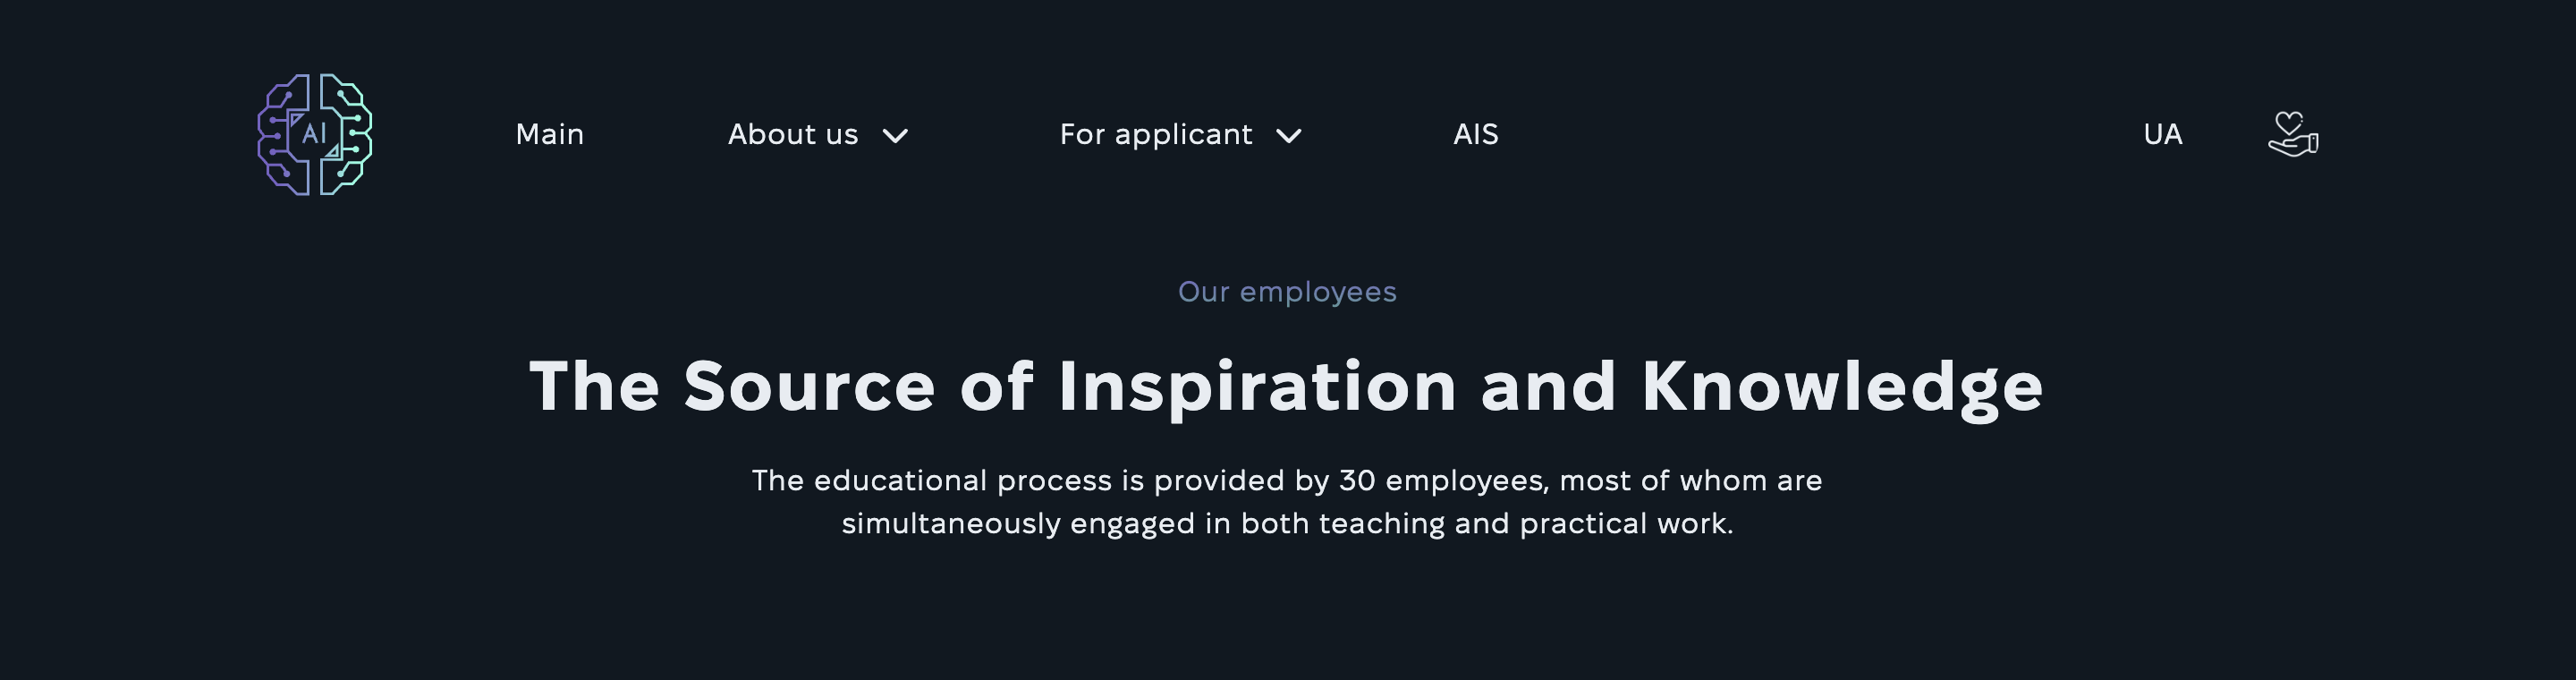 AI
Main
About us
For applicant
AIS
UA
Our employees
The Source of Inspiration and Knowledge
The educational process is provided by 30 employees, most of whom are
simultaneously engaged in both teaching and practical work.